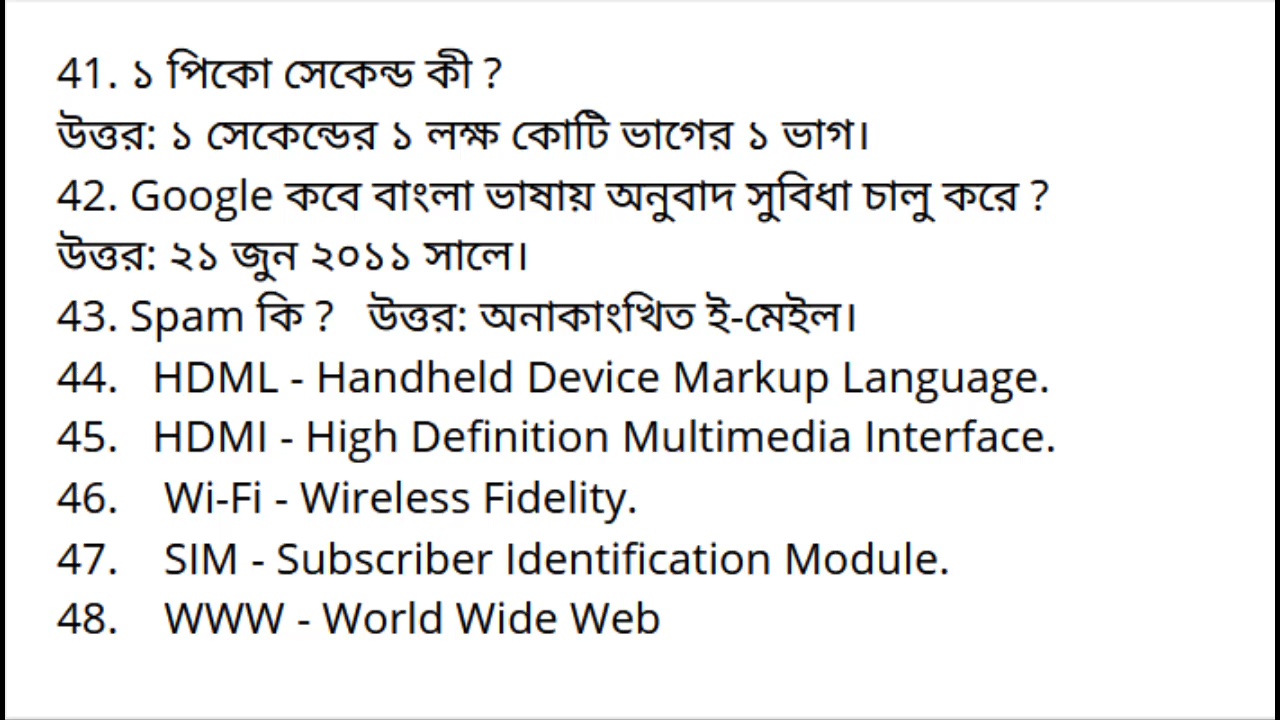 41. ১ পিকো সেকেন্ড কী ?
উত্তর: ১ সেকেন্ডের ১ লক্ষ কোটি ভাগের ১ ভাগ।
42. Google কবে বাংলা ভাষায় অনুবাদ সুবিধা চালু করে ?
উত্তর: ২১ জুন ২০১১ সালে।
43. Spam কি ? উত্তর: অনাকাংখিত ই-মেইল।
44. HDML - Handheld Device Markup Language.
45. HDMI - High Definition Multimedia Interface.
46. Wi-Fi - Wireless Fidelity.
47. SIM - Subscriber Identification Module.
48. WWW - World Wide Web